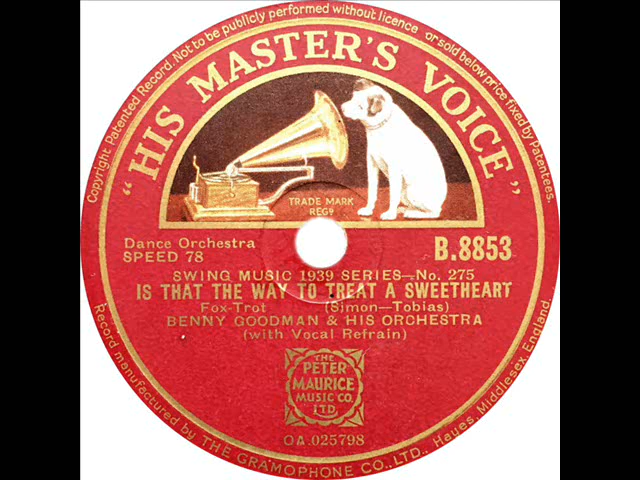 Copyright Patented Record. Not to be publicly performed without licence or sold below price fixed by Patentees.
"HIS MASTER'S VOICE"
TRADE MARK
REGD
Dance Orchestra
SPEED 78
B.8853
SWING MUSIC 1939 SERIES—No. 275
IS THAT THE WAY TO TREAT A SWEETHEART
Fox-Trot (Simon—Tobias)
BENNY GOODMAN & HIS ORCHESTRA
(with Vocal Refrain)
THE
PETER
MAURICE
MUSIC CO.
LTD
OA.025798
Record manufactured by THE GRAMOPHONE CO., LTD., Hayes, Middlesex, England.